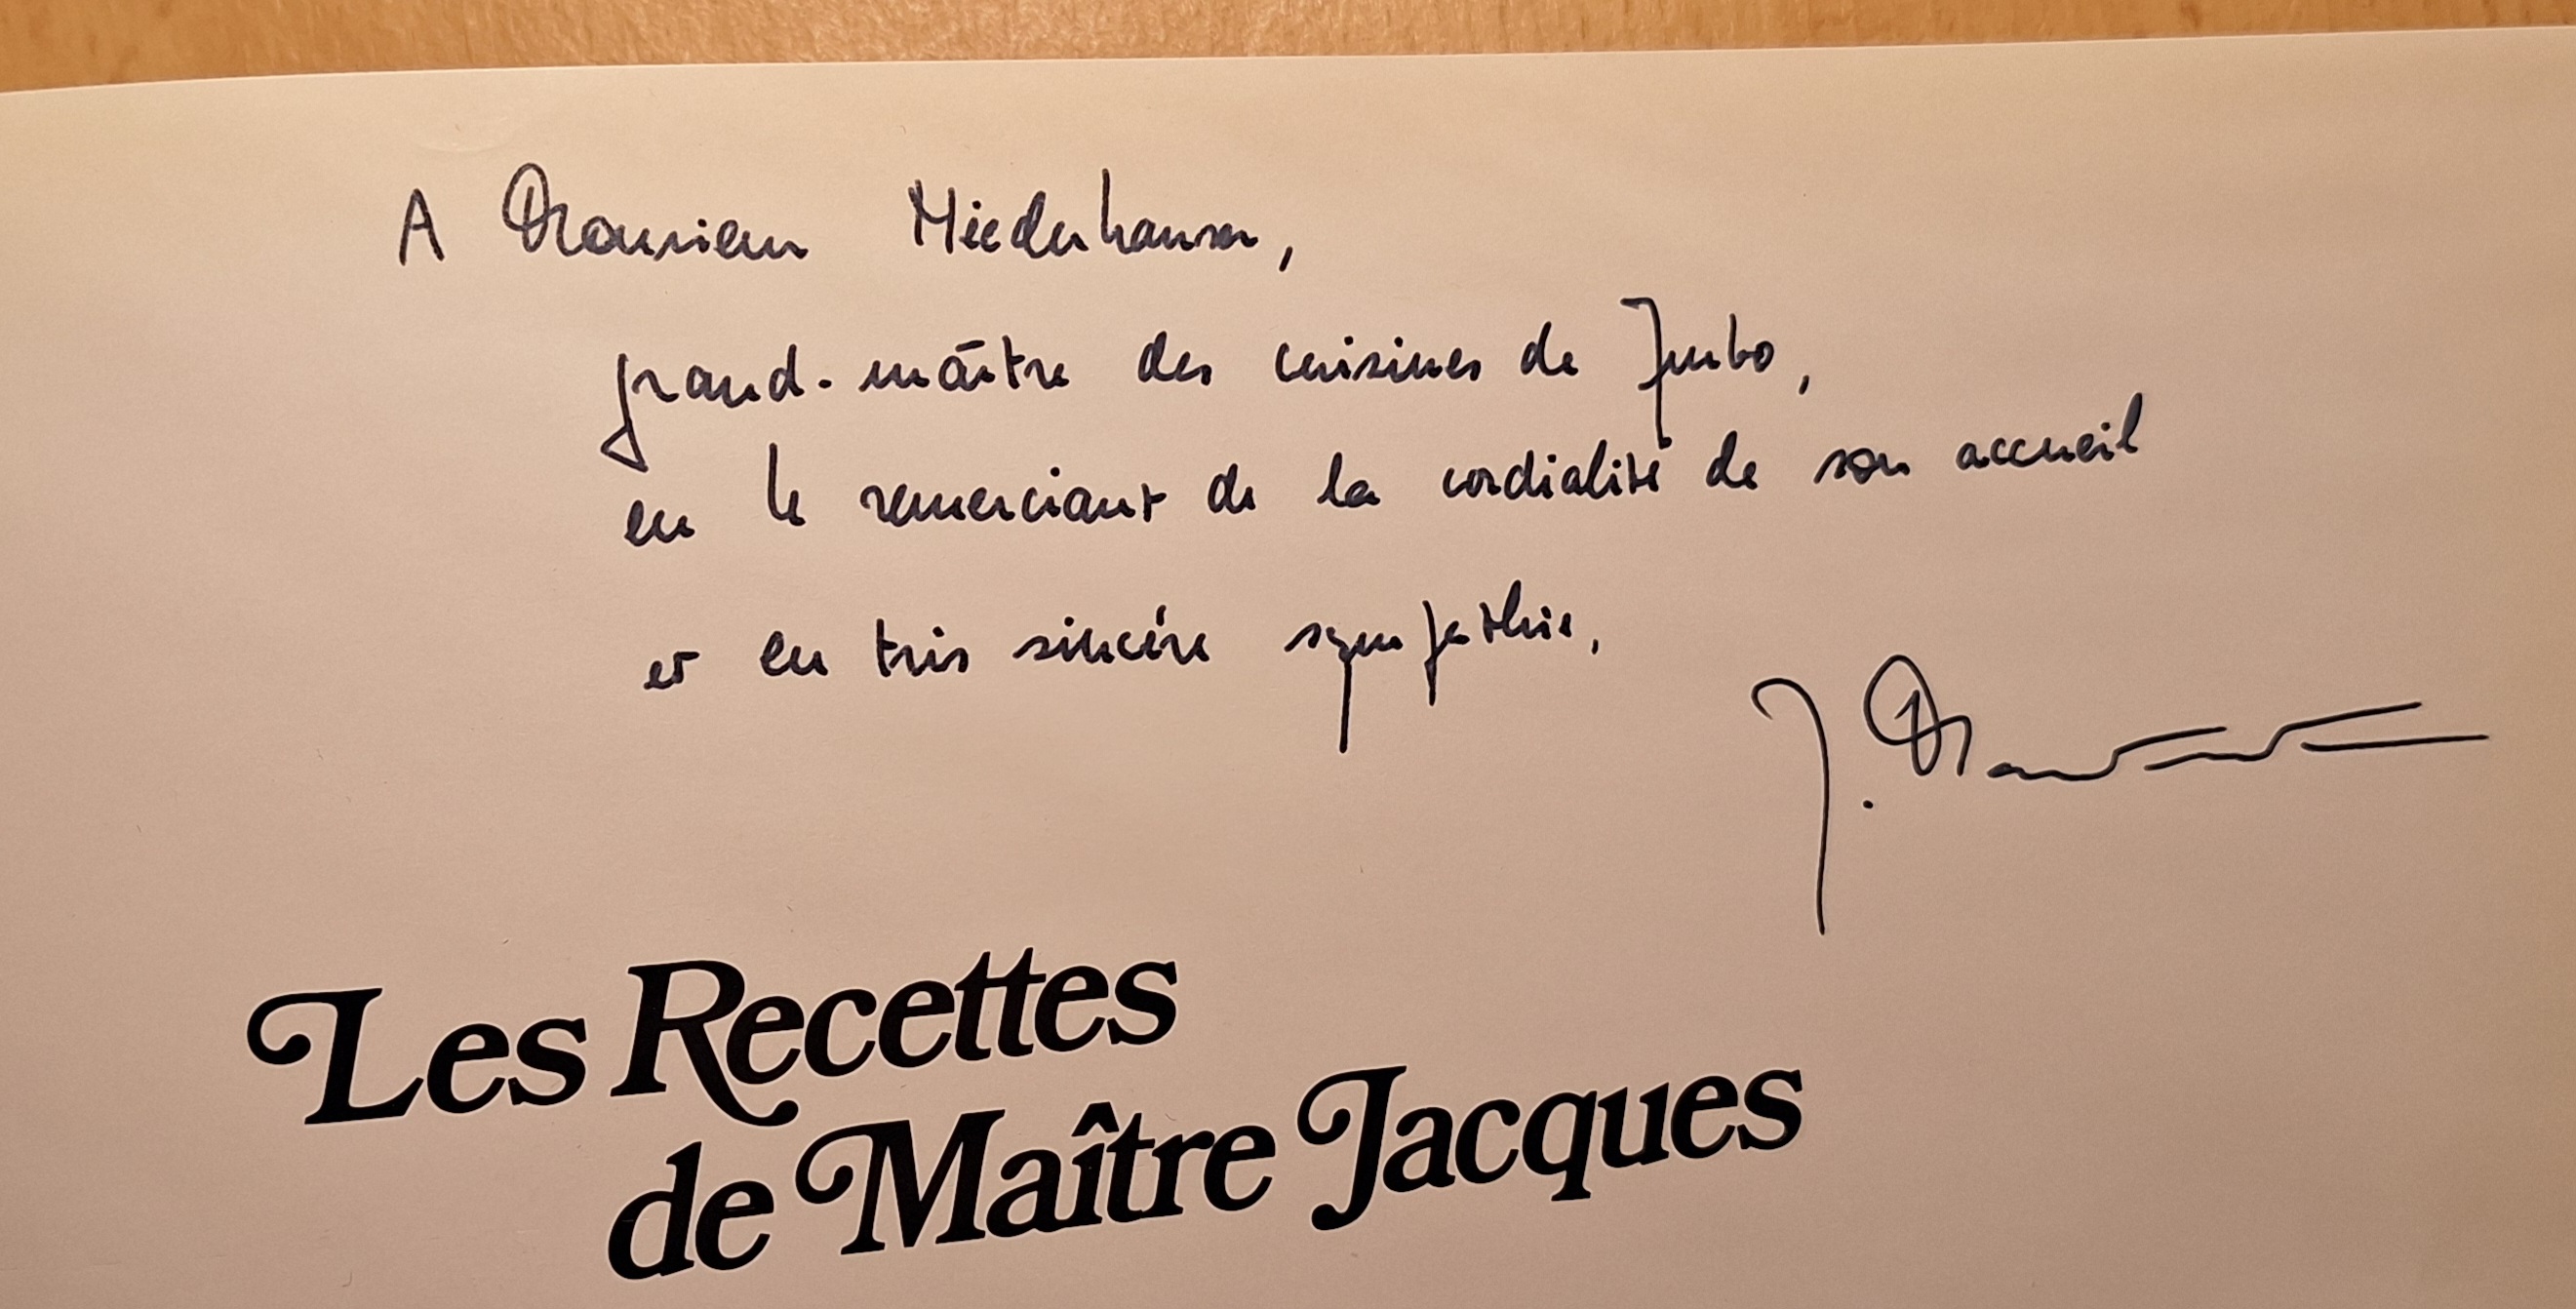 A Monsieur Niederhauser,
grand-maître des cuisines de Jumbo,
en le remerciant de la cordialité de son accueil
et en très sincère sympathie,
J.
Les Recettes
de Maître Jacques